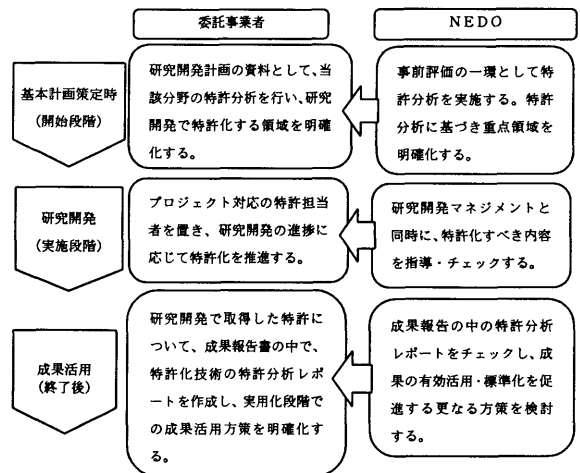 委託事業者
NEDO
基本計画策定時
(開始段階)
研究開発計画の資料として、当
該分野の特許分析を行い、研究
開発で特許化する領域を明確
化する。
事前評価の一環として特
許分析を実施する。特許
分析に基づき重点領域を
明確化する。
研究開発
(実施段階)
プロジェクト対応の特許担当
者を置き、研究開発の進捗に
応じて特許化を推進する。
研究開発マネジメントと
同時に、特許化すべき内容
を指導・チェックする。
成果活用
(終了後)
研究開発で取得した特許に
ついて、成果報告書の中で、
特許化技術の特許分析レポ
ートを作成し、実用化段階で
の成果活用方策を明確化す
る。
成果報告の中の特許分析
レポートをチェックし、成
果の有効活用・標準化を促
進する更なる方策を検討
する。